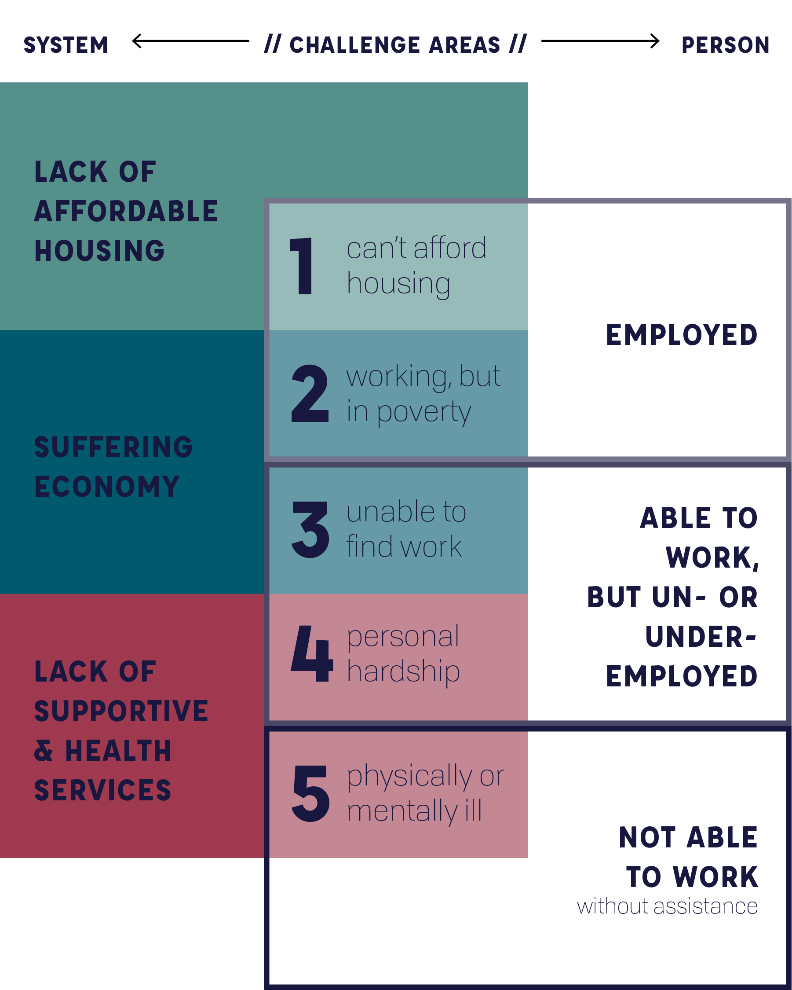 SYSTEM // CHALLENGE AREAS // PERSON
LACK OF
AFFORDABLE
HOUSING
1 can't afford
housing
EMPLOYED
2 working, but
in poverty
SUFFERING
ECONOMY
3 unable to
find work
ABLE TO
WORK,
BUT UN- OR
UNDER-
EMPLOYED
4 personal
hardship
LACK OF
SUPPORTIVE
& HEALTH
SERVICES
5 physically or
mentally ill
NOT ABLE
TO WORK
without assistance